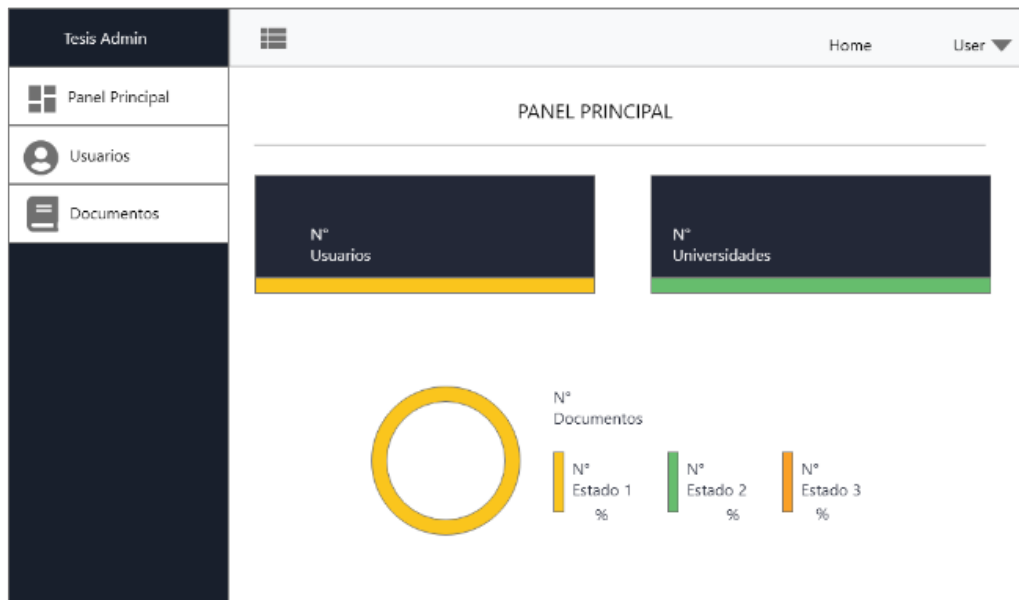 Tesis Admin
Home
User
Panel Principal
Usuarios
Documentos
PANEL PRINCIPAL
N°
Usuarios
N°
Universidades
N°
Documentos
N°
Estado 1
%
N°
Estado 2
%
N°
Estado 3
%